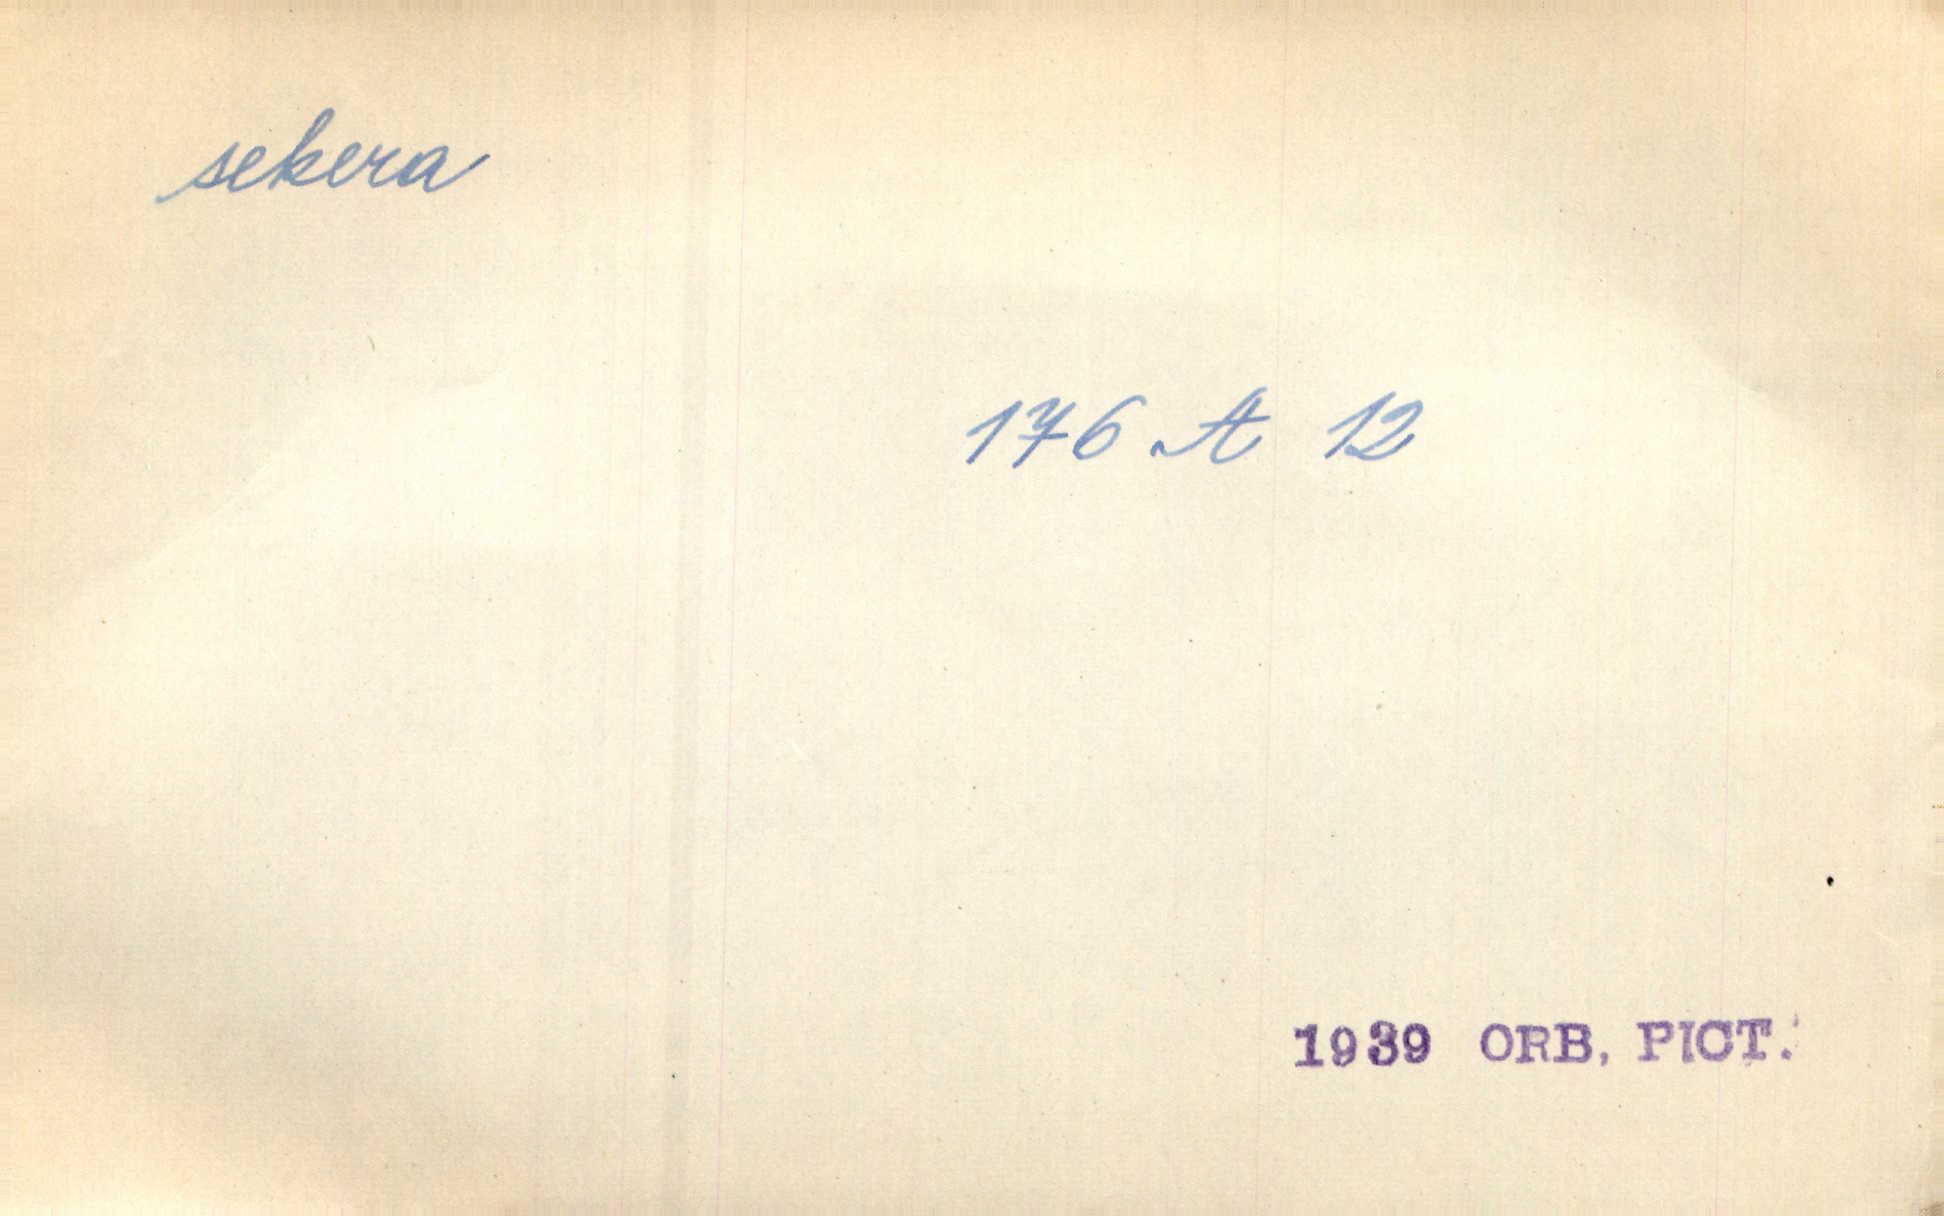 sekera
176 A 12
1939 ORB. PICT.